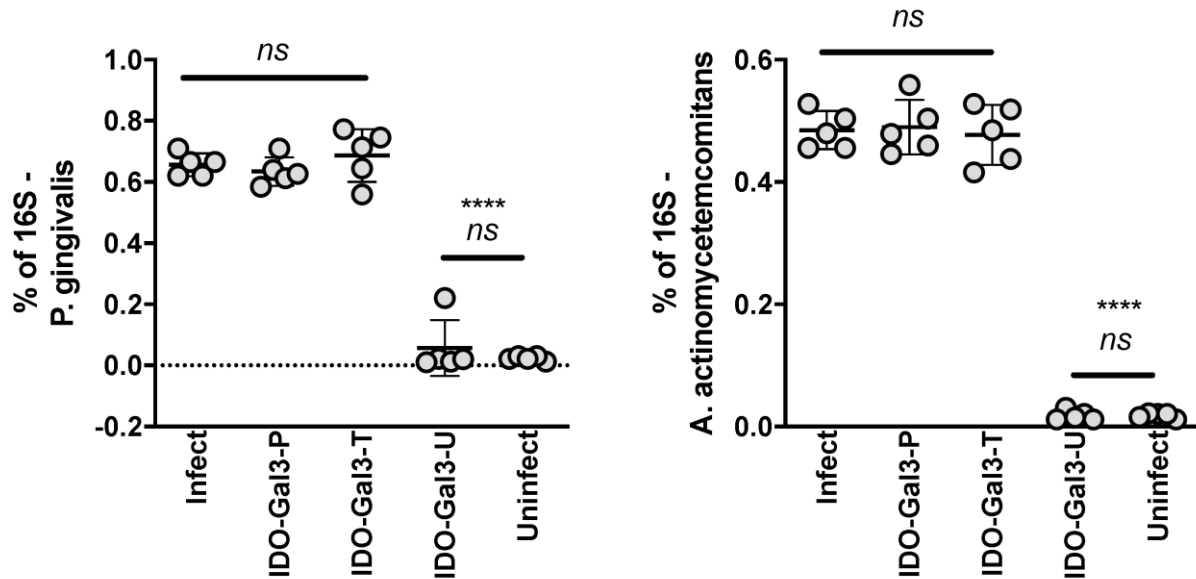 % of 16S -
P. gingivalis
1.0
0.8
0.6
0.4
0.2
0.0
-0.2
ns
****
ns
Infect
IDO-Gal3-P
IDO-Gal3-T
IDO-Gal3-U
Uninfect
% of 16S -
A. actinomycetemcomitans
0.6
0.4
0.2
0.0
ns
****
ns
Infect
IDO-Gal3-P
IDO-Gal3-T
IDO-Gal3-U
Uninfect